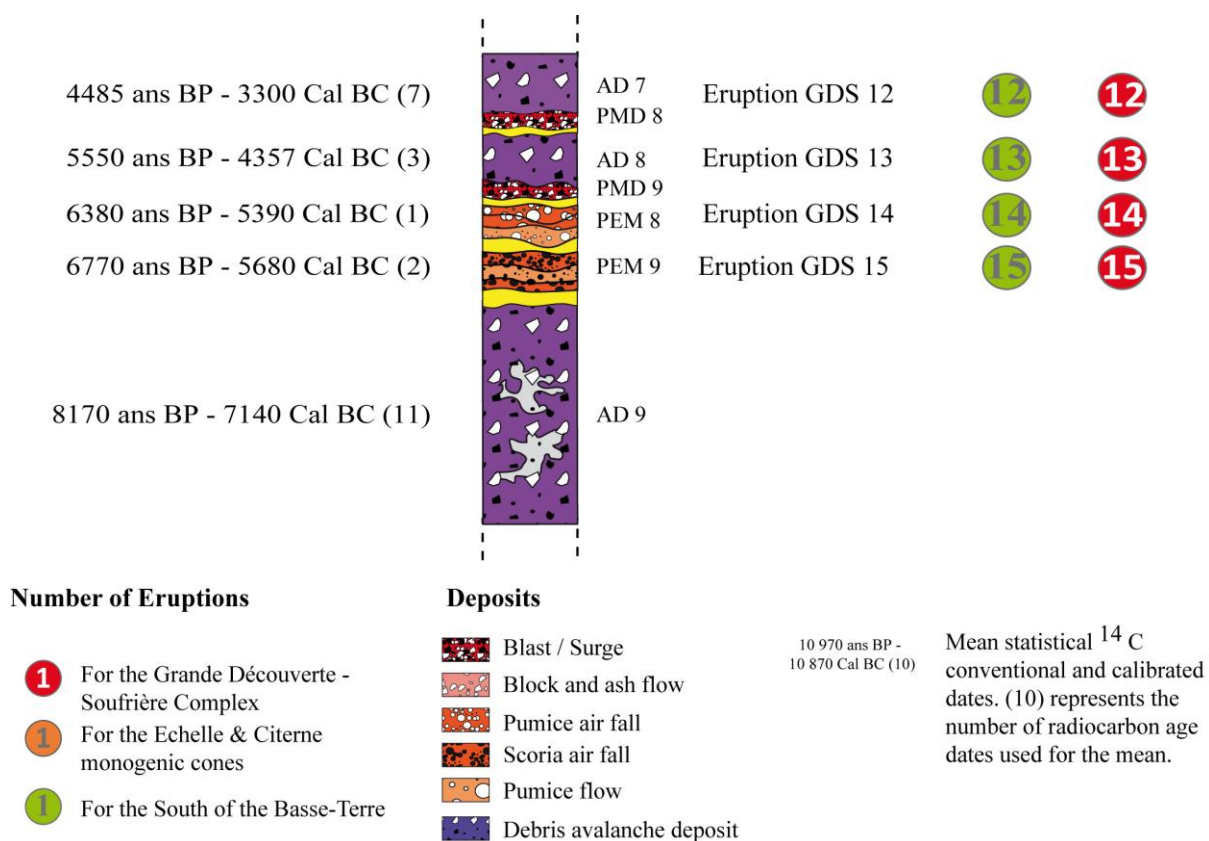 4485 ans BP - 3300 Cal BC (7)
AD 7
PMD 8
Eruption GDS 12
12
12
5550 ans BP - 4357 Cal BC (3)
AD 8
PMD 9
Eruption GDS 13
13
13
6380 ans BP - 5390 Cal BC (1)
PEM 8
Eruption GDS 14
14
14
6770 ans BP - 5680 Cal BC (2)
PEM 9
Eruption GDS 15
15
15
8170 ans BP - 7140 Cal BC (11)
AD 9
Number of Eruptions
1
For the Grande Découverte -
Soufrière Complex
1
For the Echelle & Citerne
monogenic cones
1
For the South of the Basse-Terre
Deposits
Blast / Surge
Block and ash flow
Pumice air fall
Scoria air fall
Pumice flow
Debris avalanche deposit
10 970 ans BP -
10 870 Cal BC (10)
Mean statistical 14 C
conventional and calibrated
dates. (10) represents the
number of radiocarbon age
dates used for the mean.